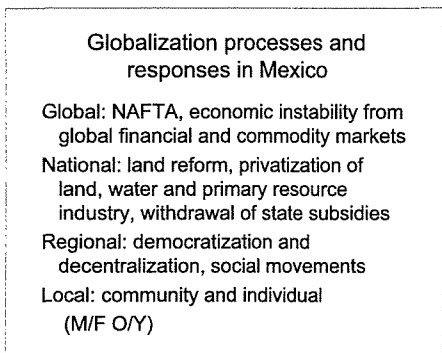 Globalization processes and
responses in Mexico
Global: NAFTA, economic instability from
global financial and commodity markets
National: land reform, privatization of
land, water and primary resource
industry, withdrawal of state subsidies
Regional: democratization and
decentralization, social movements
Local: community and individual
(M/F O/Y)